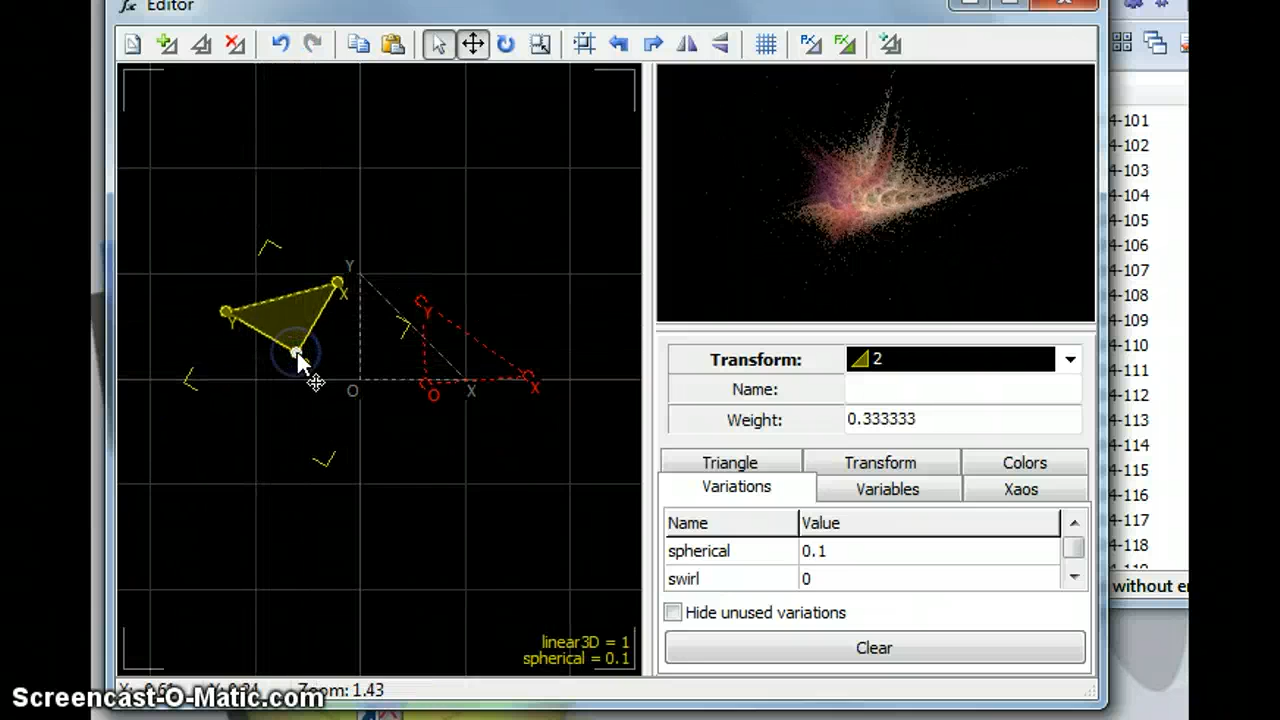 Editor
4-101
4-102
4-103
4-104
4-105
4-106
4-107
4-108
4-109
4-110
4-111
4-112
4-113
4-114
4-115
4-116
4-117
4-118
without er
Y
X
Y
Y
X
O
X
O
X
linear3D = 1
spherical = 0.1
Zoom: 1.43
Transform: 2
Name:
Weight: 0.333333
Triangle Transform Colors
Variations Variables Xaos
Name Value
spherical 0.1
swirl 0
Hide unused variations
Clear
Screencast-O-Matic.com